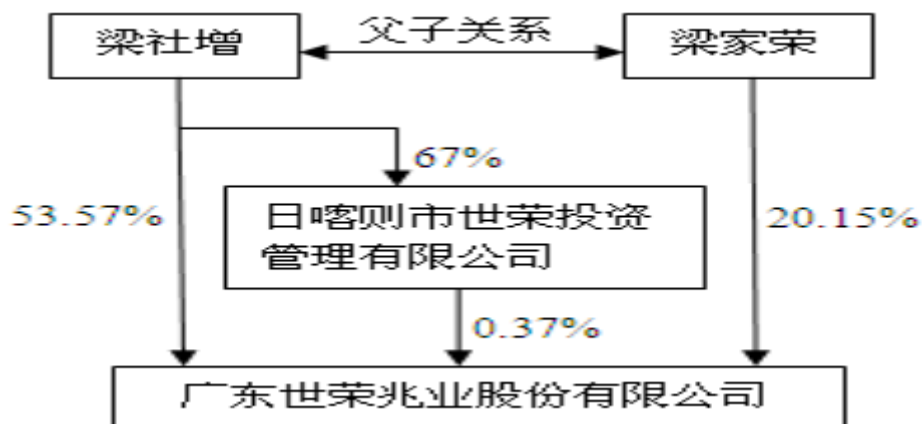 梁社增
父子关系
梁家荣
67%
53.57%
日喀则市世荣投资
管理有限公司
20.15%
0.37%
广东世荣兆业股份有限公司